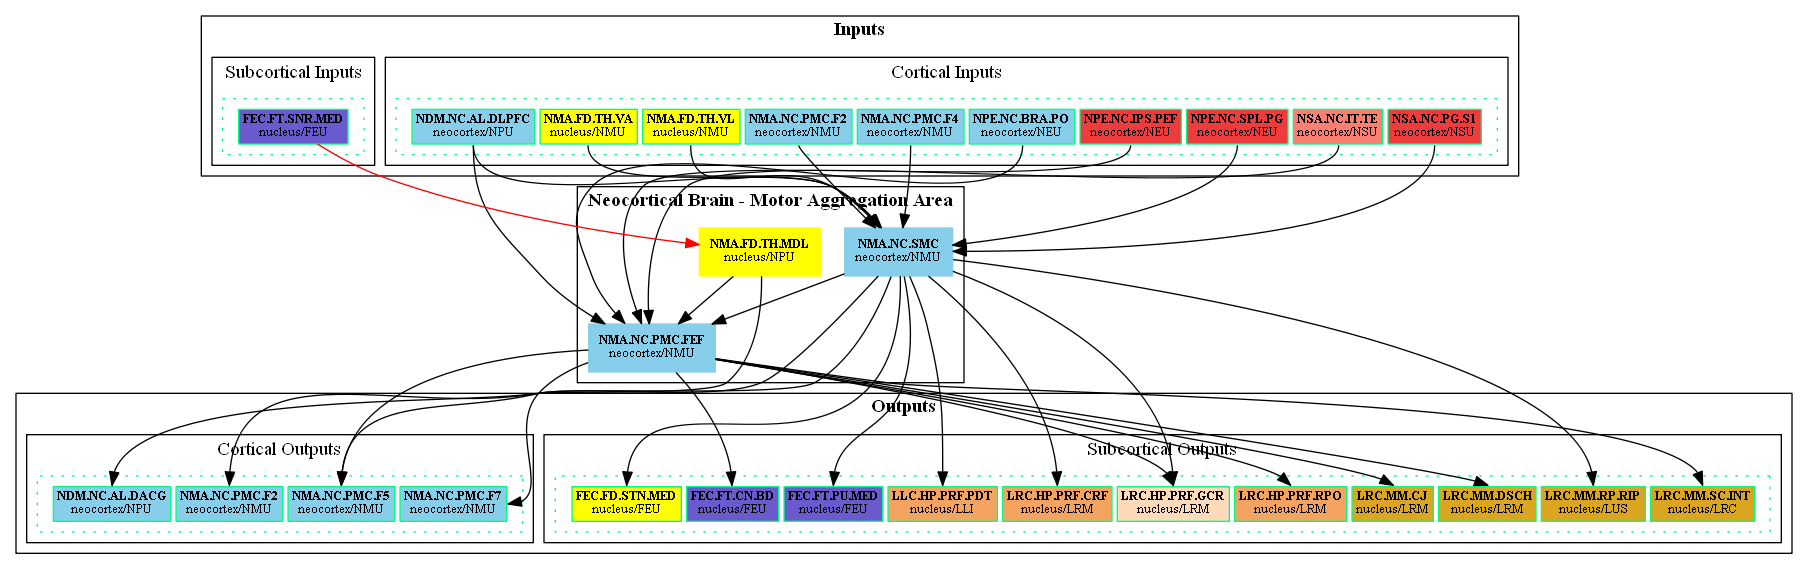 Inputs
Subcortical Inputs
Cortical Inputs
FEC.FT.SNR.MED
nucleus/FEU
NDM.NC.AL.DLPFC
neocortex/NPU
NMA.FD.TH.VA
nucleus/NMU
NMA.FD.TH.VL
nucleus/NMU
NMA.NC.PMC.F2
neocortex/NMU
NMA.NC.PMC.F4
neocortex/NMU
NPE.NC.BRA.PO
neocortex/NEU
NPE.NC.IPS.PEF
neocortex/NEU
NPE.NC.SPL.PG
neocortex/NEU
NSA.NC.IT.TE
neocortex/NSU
NSA.NC.PG.S1
neocortex/NSU
Neocortical Brain - Motor Aggregation Area
NMA.FD.TH.MDL
nucleus/NPU
NMA.NC.SMC
neocortex/NMU
NMA.NC.PMC.FEF
neocortex/NMU
Outputs
Cortical Outputs
Subcortical Outputs
NDM.NC.AL.DACG
neocortex/NPU
NMA.NC.PMC.F2
neocortex/NMU
NMA.NC.PMC.F5
neocortex/NMU
NMA.NC.PMC.F7
neocortex/NMU
FEC.FD.STN.MED
nucleus/FEU
FEC.FT.CN.BD
nucleus/FEU
FEC.FT.PU.MED
nucleus/FEU
LLC.HP.PRF.PDT
nucleus/LLI
LRC.HP.PRF.CRF
nucleus/LRM
LRC.HP.PRF.GCR
nucleus/LRM
LRC.HP.PRF.RPO
nucleus/LRM
LRC.MM.CJ
nucleus/LRM
LRC.MM.DSCH
nucleus/LRM
LRC.MM.RP.RIP
nucleus/LUS
LRC.MM.SC.INT
nucleus/LRC